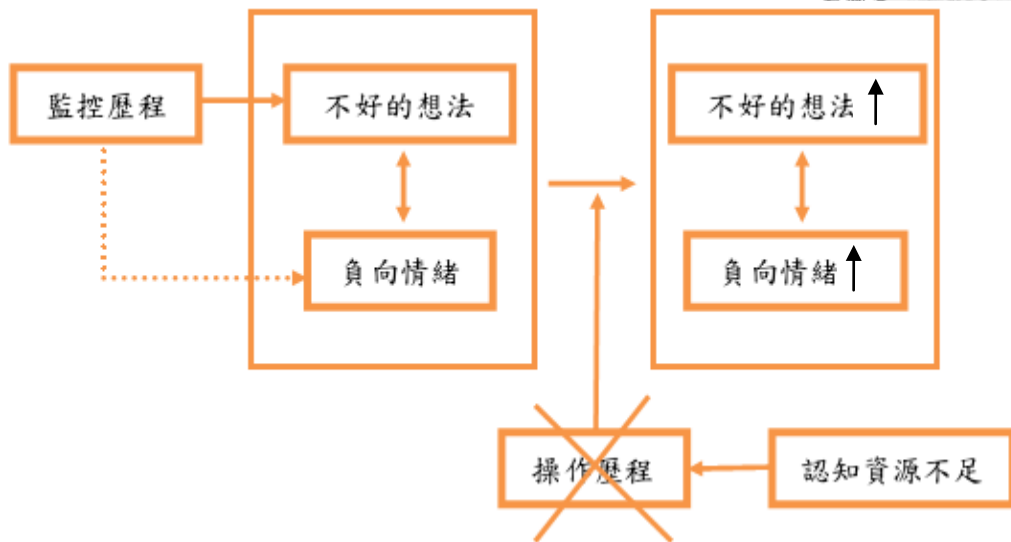 監控歷程
不好的想法
負向情緒
不好的想法
負向情緒
操作歷程
認知資源不足